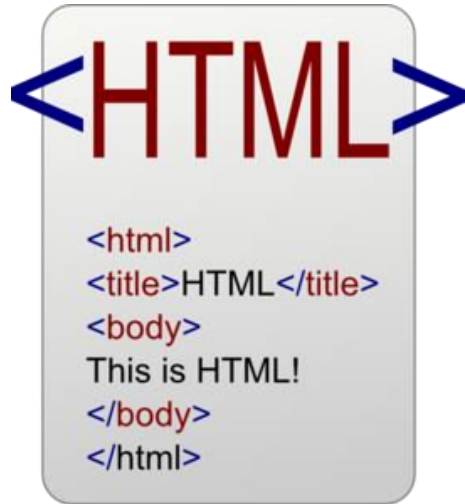 <HTML>
<html>
<title>HTML</title>
<body>
This is HTML!
</body>
</html>